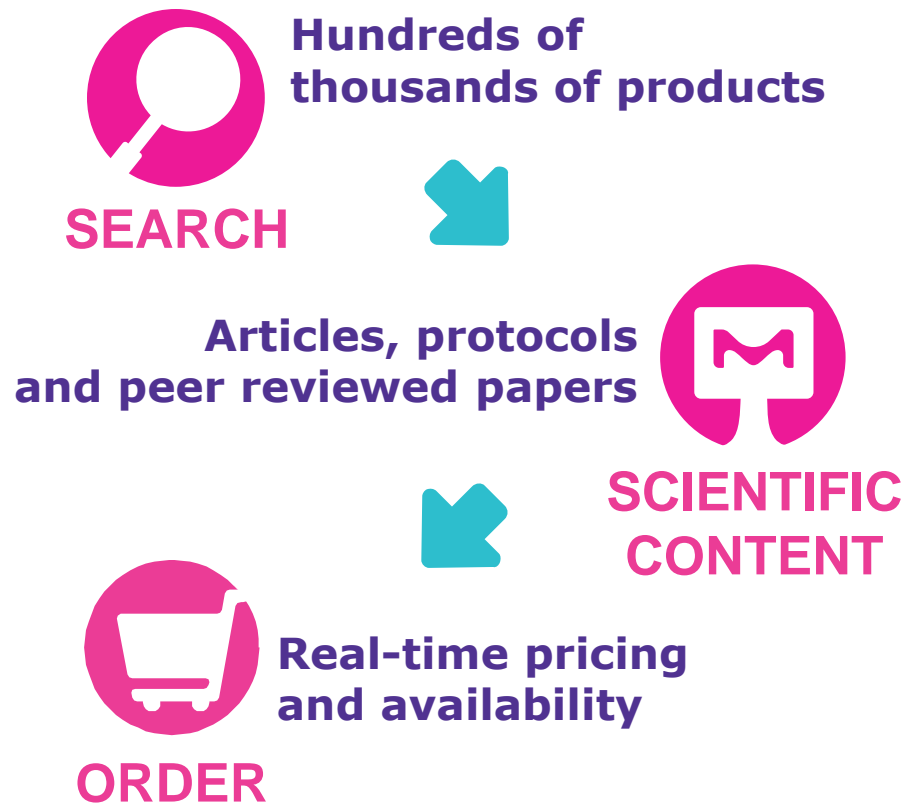 Hundreds of
thousands of products
SEARCH
Articles, protocols
and peer reviewed papers
SCIENTIFIC
CONTENT
Real-time pricing
and availability
ORDER